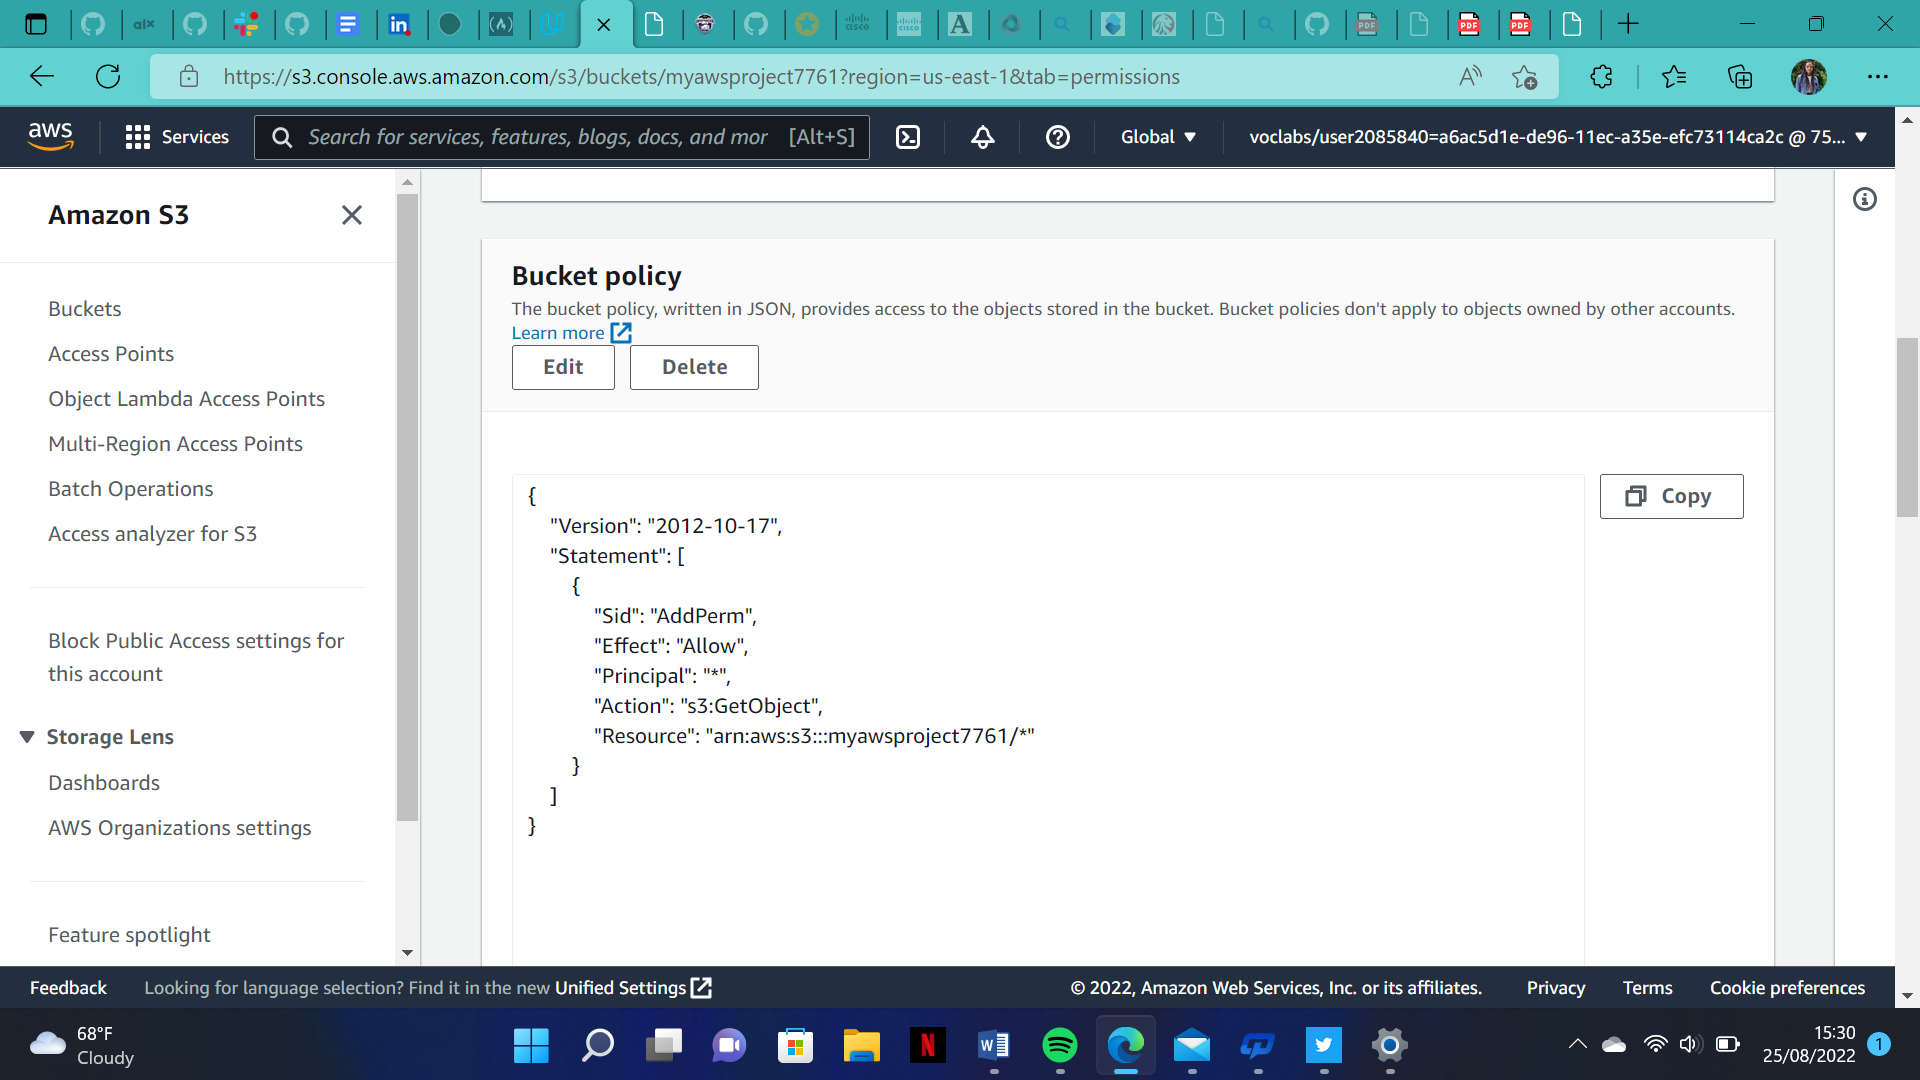 https://s3.console.aws.amazon.com/s3/buckets/myawsproject7761?region=us-east-1&tab=permissions
aws
Services
Search for services, features, blogs, docs, and mor [Alt+S]
Global
voclabs/user2085840=a6ac5d1e-de96-11ec-a35e-efc73114ca2c @ 75...
Amazon S3
Buckets
Access Points
Object Lambda Access Points
Multi-Region Access Points
Batch Operations
Access analyzer for S3
Block Public Access settings for
this account
Storage Lens
Dashboards
AWS Organizations settings
Feature spotlight
Bucket policy
The bucket policy, written in JSON, provides access to the objects stored in the bucket. Bucket policies don't apply to objects owned by other accounts.
Learn more
Edit
Delete
Copy
{
"Version": "2012-10-17",
"Statement": [
{
"Sid": "AddPerm",
"Effect": "Allow",
"Principal": "*",
"Action": "s3:GetObject",
"Resource": "arn:aws:s3:::myawsproject7761/*"
}
]
}
Feedback
Looking for language selection? Find it in the new Unified Settings
© 2022, Amazon Web Services, Inc. or its affiliates.
Privacy
Terms
Cookie preferences
68°F
Cloudy
15:30
25/08/2022
1